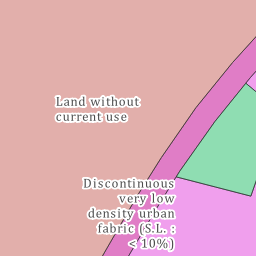 Land without
current use
Discontinuous
very low
density urban
fabric (S.L. :
< 10%)